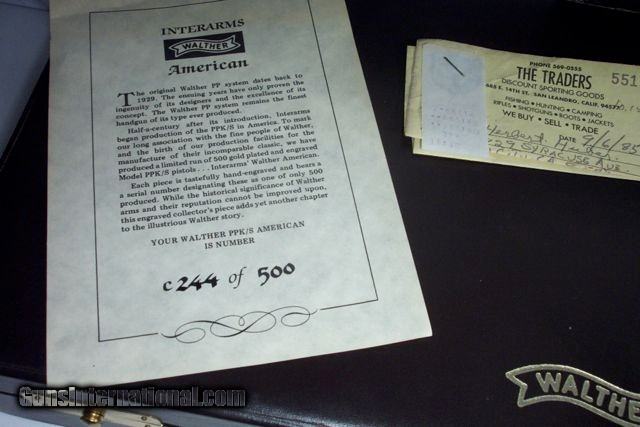 INTERARMS
WALTHER
American
The original Walther PP system dates back to
1929. The ensuing years have only proven the
ingenuity of its designers and the excellence of its
concept. The Walther PP system remains the finest
handgun of its type ever produced.
Half-a-century after its introduction, Interarms
began production of the PPK/S in America. To mark
our long association with the fine people of Walther,
and the birth of our production facilities for the
manufacture of their incomparable classic, we have
produced a limited run of 500 gold plated and engraved
Model PPK/S pistols . . . Interarms' Walther American.
Each piece is tastefully hand-engraved and bears a
a serial number designating these as one of only 500
produced. While the historical significance of Walther
arms and their reputation cannot be improved upon,
this engraved collector's piece adds yet another chapter
to the illustrious Walther story.
YOUR WALTHER PPK/S AMERICAN
IS NUMBER
c 244 of 500
PHONE 569-0555
THE TRADERS
551
DISCOUNT SPORTING GOODS
685 E. 14TH ST. SAN LEANDRO, CALIF.
FISHING • HUNTING • CAMPING
RIFLES • SHOTGUNS • BOOTS • JACKETS
WE BUY • SELL • TRADE
Herbert DATE
WALTHER
GunsInternational.com